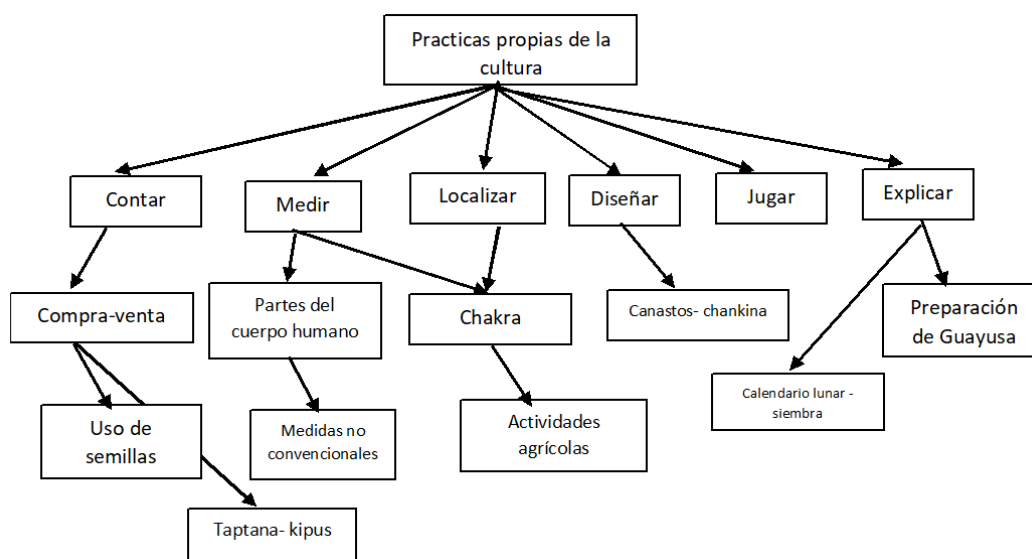 Practicas propias de la
cultura
Contar
Medir
Localizar
Diseñar
Jugar
Explicar
Compra-venta
Partes del
cuerpo humano
Chakra
Canastos- chankina
Preparación
de Guayusa
Uso de
semillas
Medidas no
convencionales
Actividades
agrícolas
Calendario lunar -
siembra
Taptana- kipus